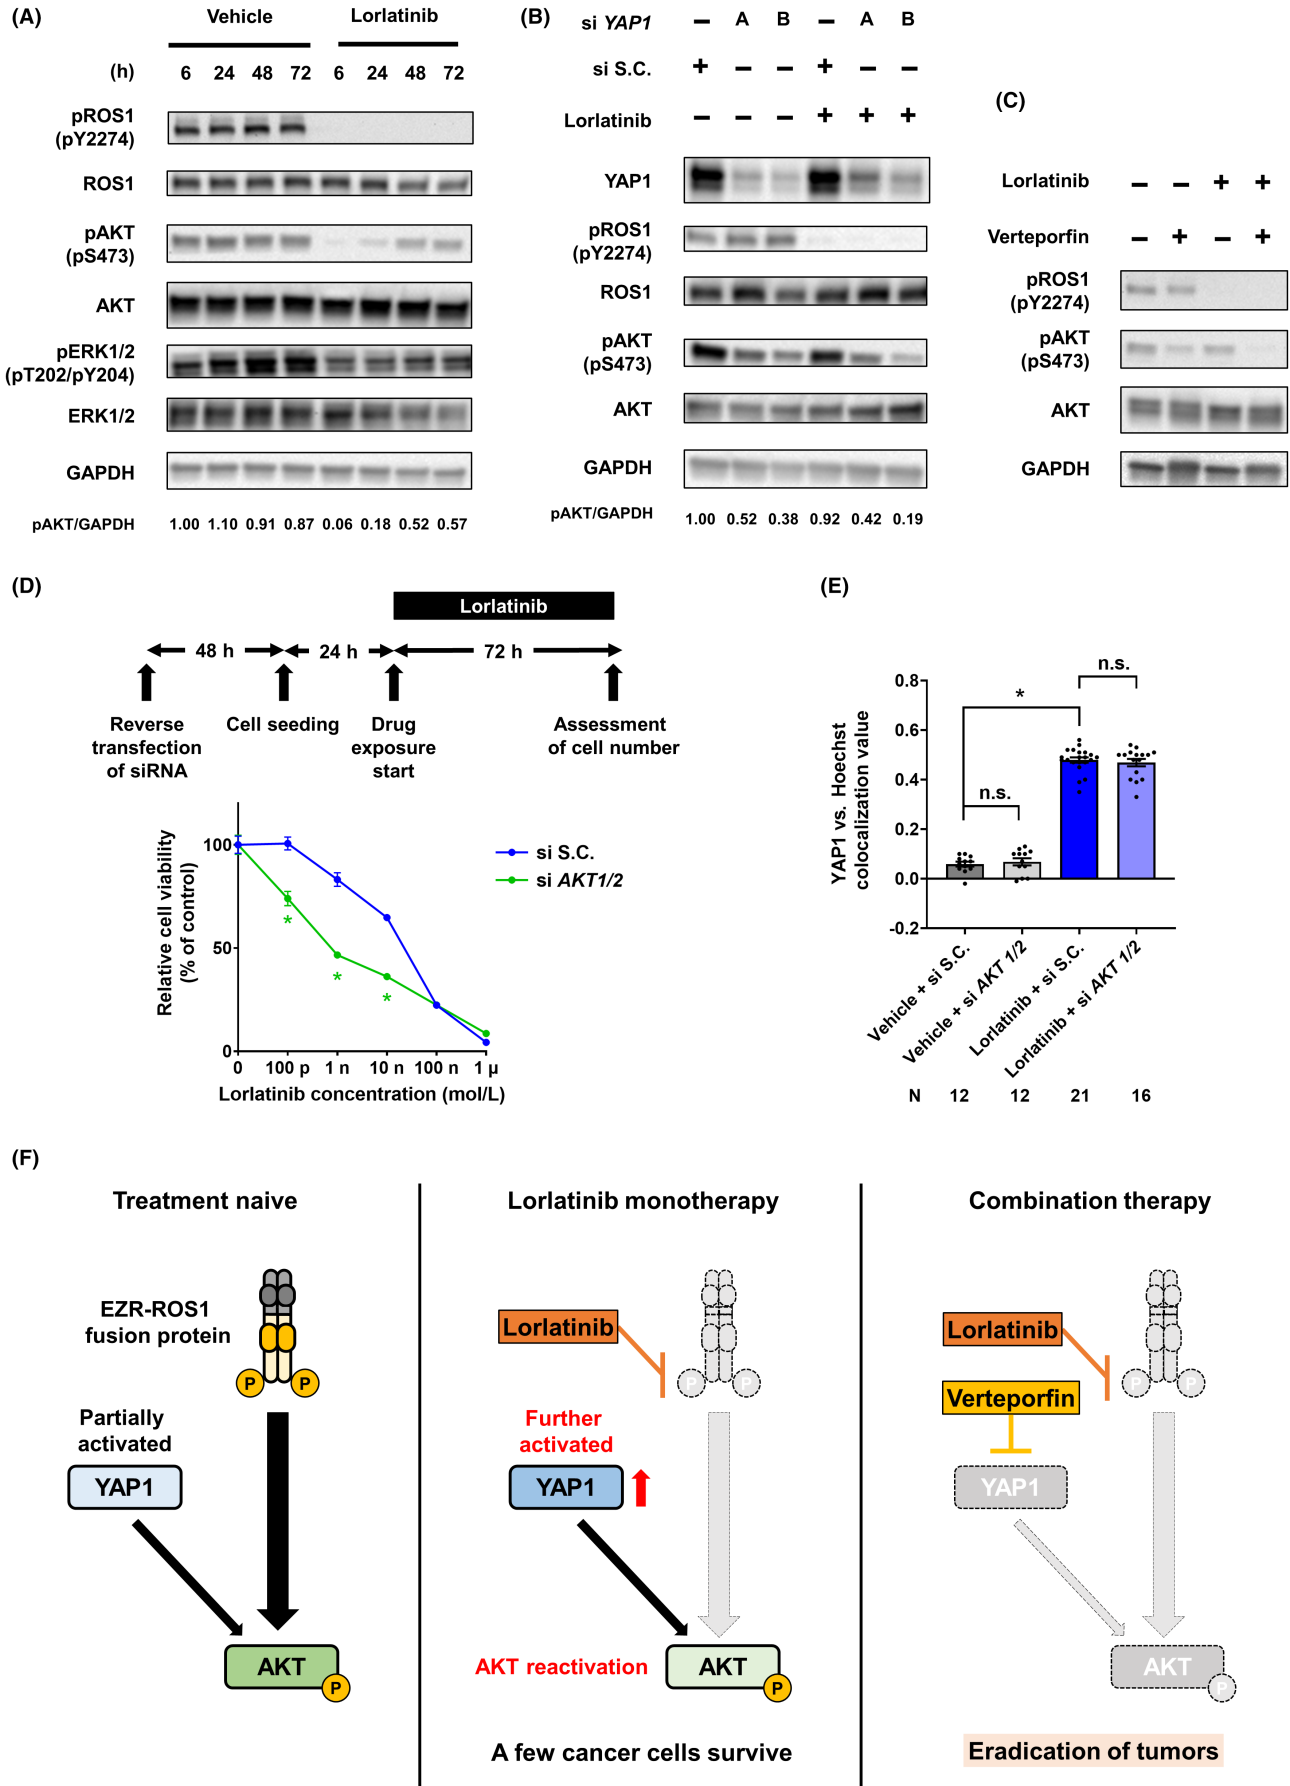 (A)
Vehicle Lorlatinib
(h) 6 24 48 72 6 24 48 72
pROS1
(pY2274)
ROS1
pAKT
(pS473)
AKT
pERK1/2
(pT202/pY204)
ERK1/2
GAPDH
pAKT/GAPDH 1.00 1.10 0.91 0.87 0.06 0.18 0.52 0.57
(B)
si YAP1 – A B – A B
si S.C. + – – + – –
Lorlatinib – – – + + +
YAP1
pROS1
(pY2274)
ROS1
pAKT
(pS473)
AKT
GAPDH
pAKT/GAPDH 1.00 0.52 0.38 0.92 0.42 0.19
(C)
Lorlatinib – – + +
Verteporfin – + – +
pROS1
(pY2274)
pAKT
(pS473)
AKT
GAPDH
(D)
Lorlatinib
48 h 24 h 72 h
Reverse
transfection
of siRNA
Cell seeding
Drug
exposure
start
Assessment
of cell number
Relative cell viability
(% of control)
100
50
0
0 100 p 1 n 10 n 100 n 1 μ
Lorlatinib concentration (mol/L)
si S.C.
si AKT1/2
*
*
*
(E)
YAP1 vs. Hoechst
colocalization value
0.8
0.6
0.4
0.2
0.0
-0.2
n.s.
*
n.s.
Vehicle + si S.C.
Vehicle + si AKT 1/2
Lorlatinib + si S.C.
Lorlatinib + si AKT 1/2
N 12 12 21 16
(F)
Treatment naive
EZR-ROS1
fusion protein
P P
Partially
activated
YAP1
AKT
P
Lorlatinib monotherapy
Lorlatinib
P P
Further
activated
YAP1
AKT reactivation
AKT
P
A few cancer cells survive
Combination therapy
Lorlatinib
P P
Verteporfin
YAP1
AKT
P
Eradication of tumors